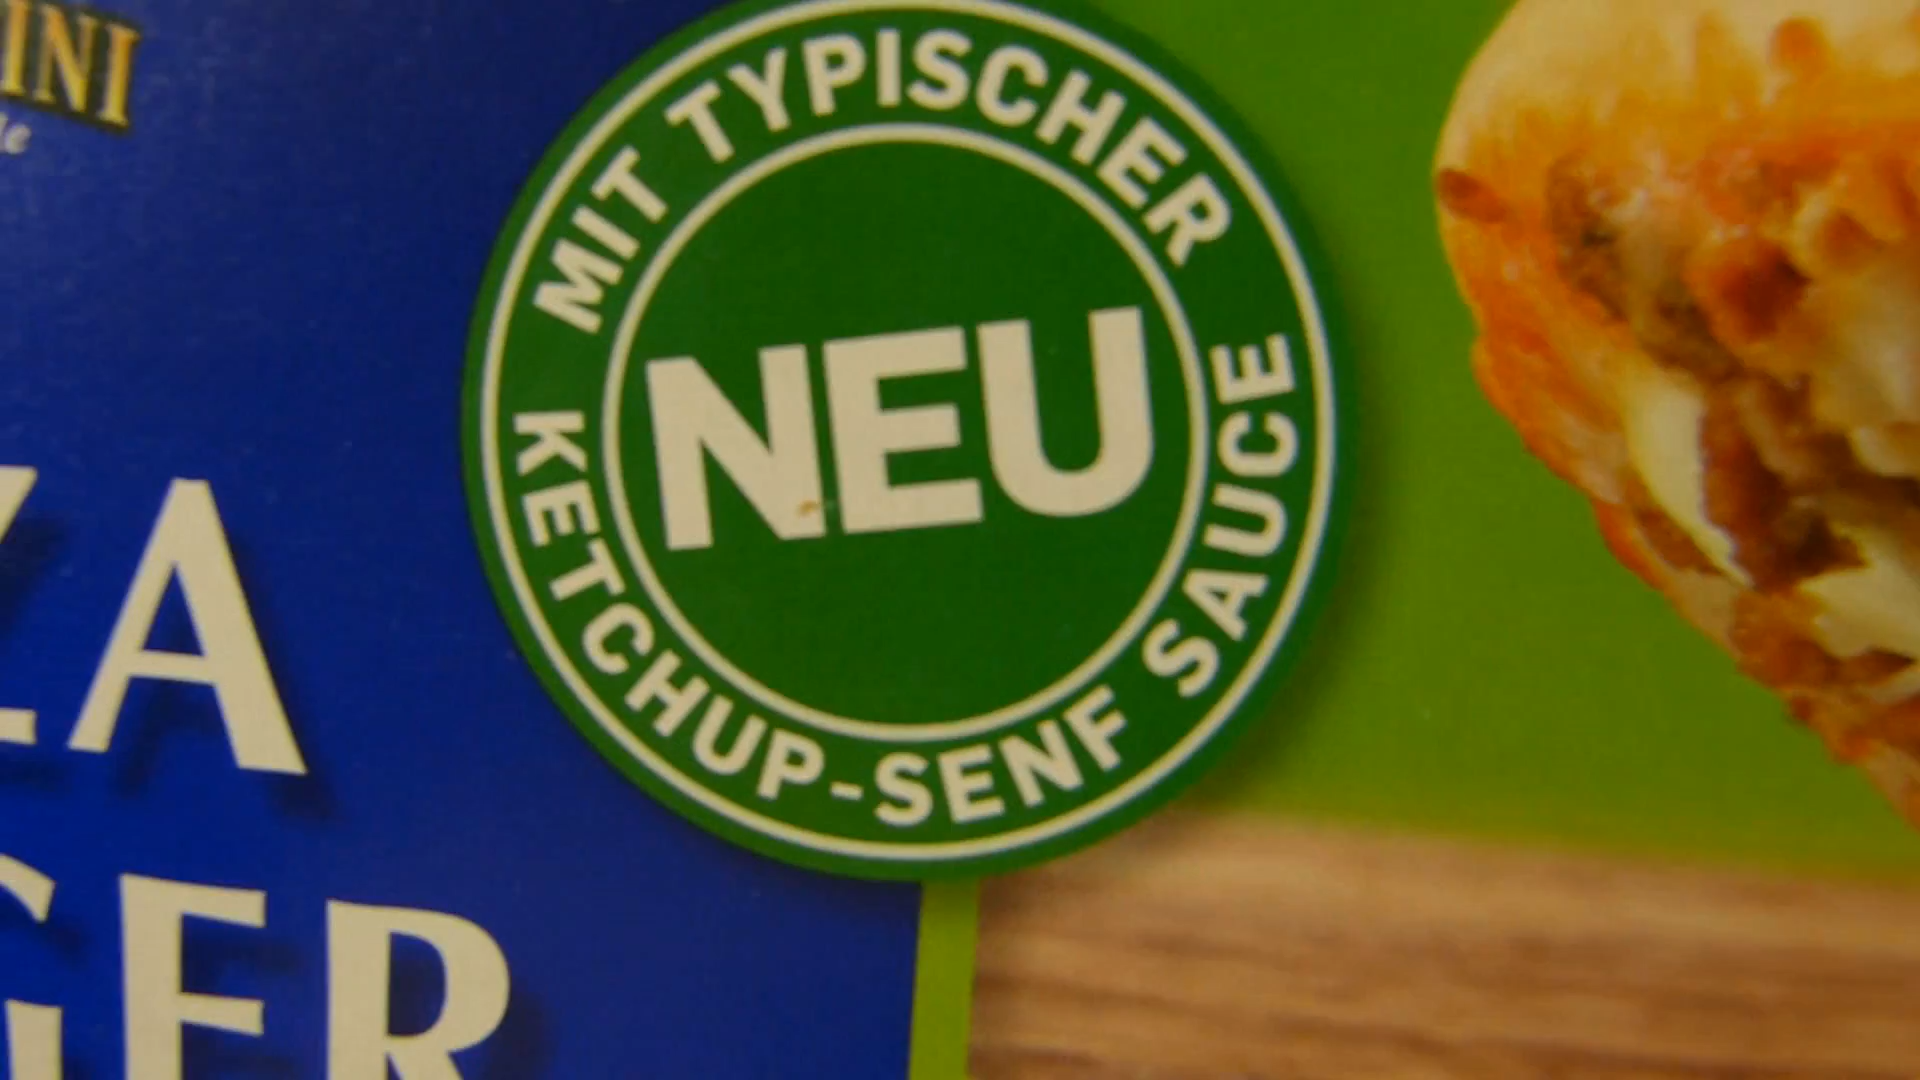 INI
MIT TYPISCHER
NEU
KETCHUP-SENF SAUCE
ZA
GER